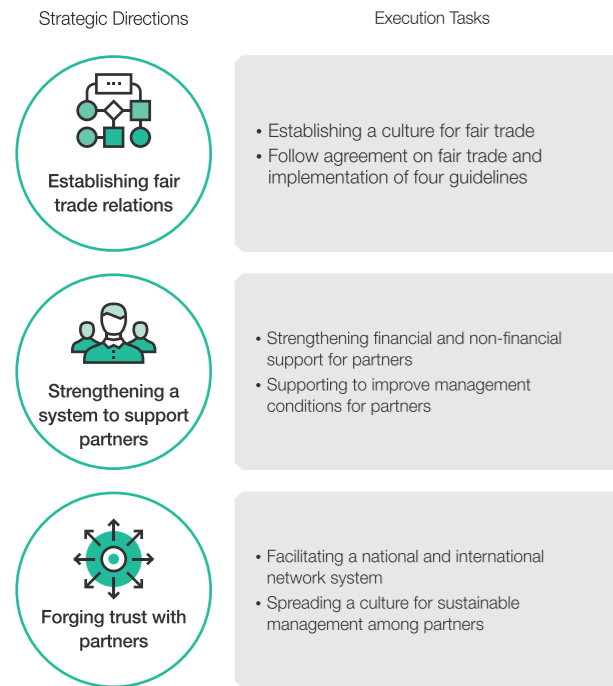 Strategic Directions
Execution Tasks
Establishing fair
trade relations
• Establishing a culture for fair trade
• Follow agreement on fair trade and
implementation of four guidelines
Strengthening a
system to support
partners
• Strengthening financial and non-financial
support for partners
• Supporting to improve management
conditions for partners
Forging trust with
partners
• Facilitating a national and international
network system
• Spreading a culture for sustainable
management among partners